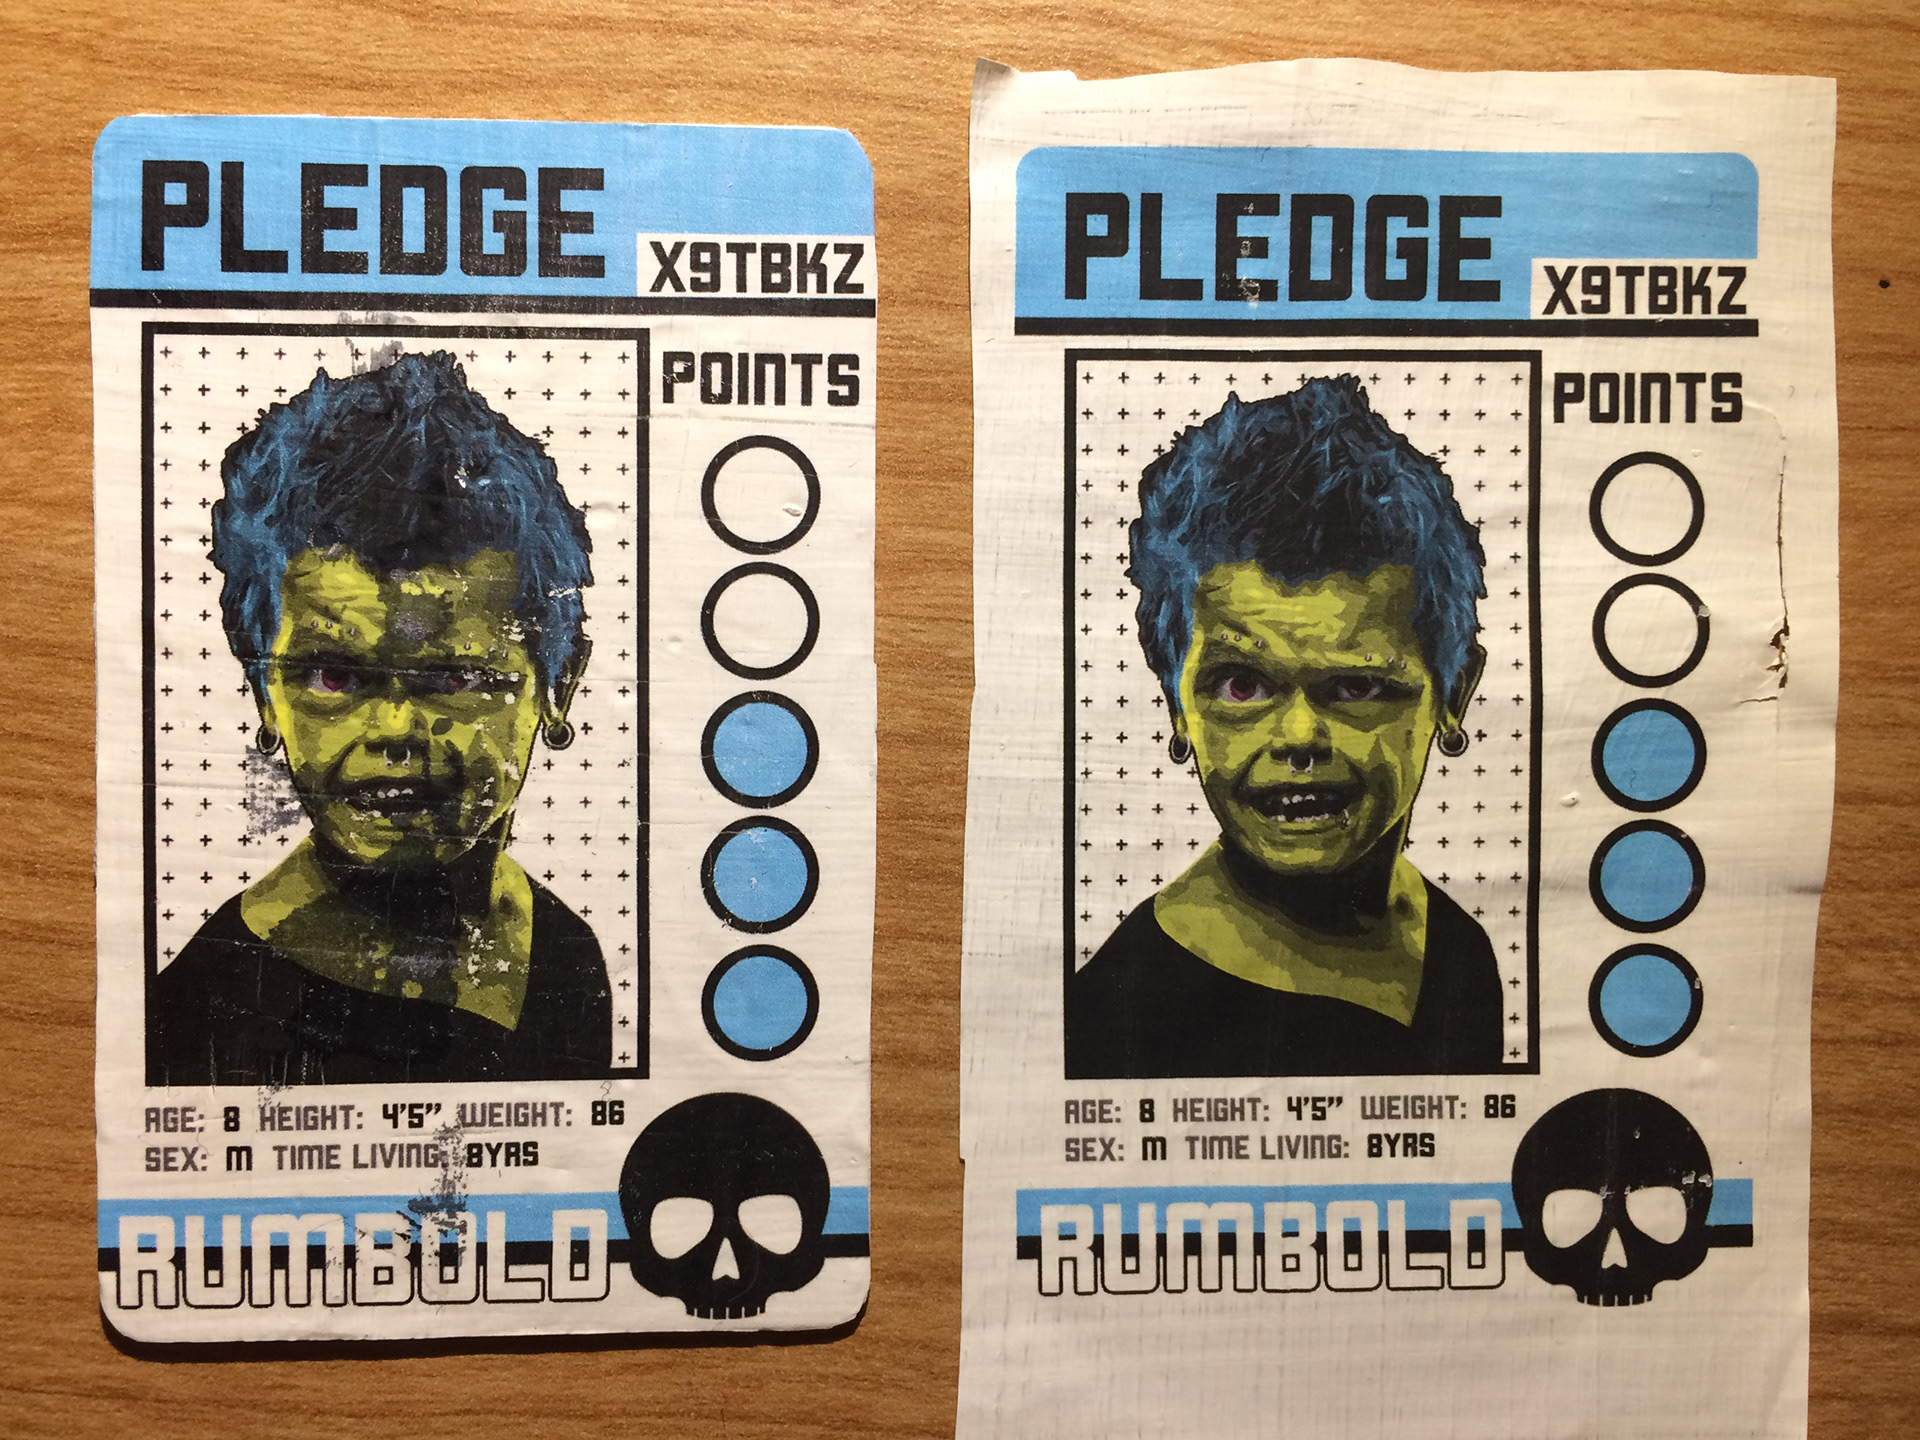 PLEDGE
X9TBKZ
POINTS
AGE: 8 HEIGHT: 4'5" WEIGHT: 86
SEX: M TIME LIVING: 8YRS
RUMBOLD
PLEDGE
X9TBKZ
POINTS
AGE: 8 HEIGHT: 4'5" WEIGHT: 86
SEX: M TIME LIVING: 8YRS
RUMBOLD